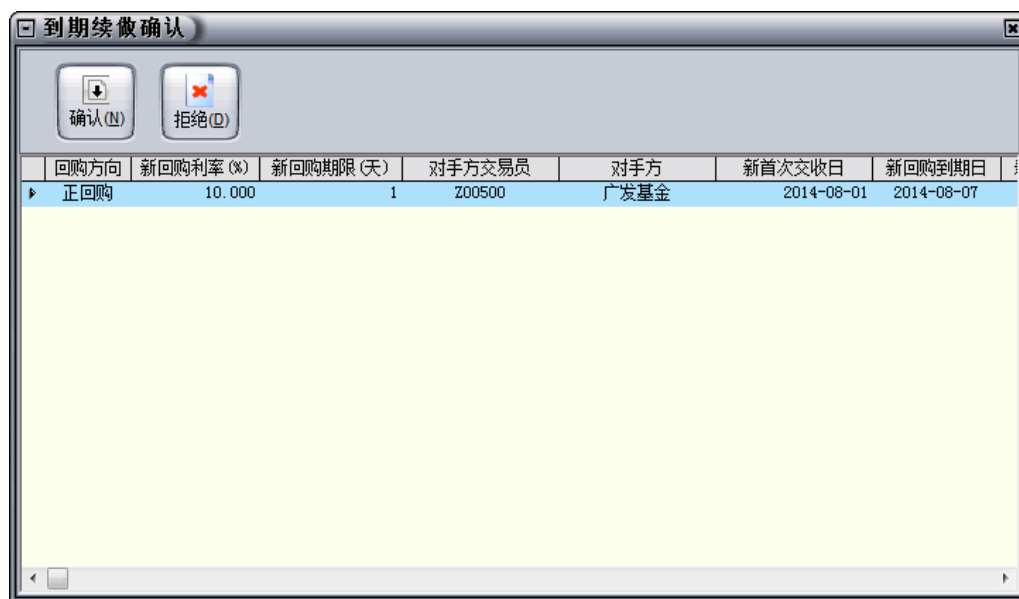 到期续做确认
确认(N) 拒绝(D)
回购方向 新回购利率(%) 新回购期限(天) 对手方交易员 对手方 新首次交收日 新回购到期日
正回购 10.000 1 Z00500 广发基金 2014-08-01 2014-08-07